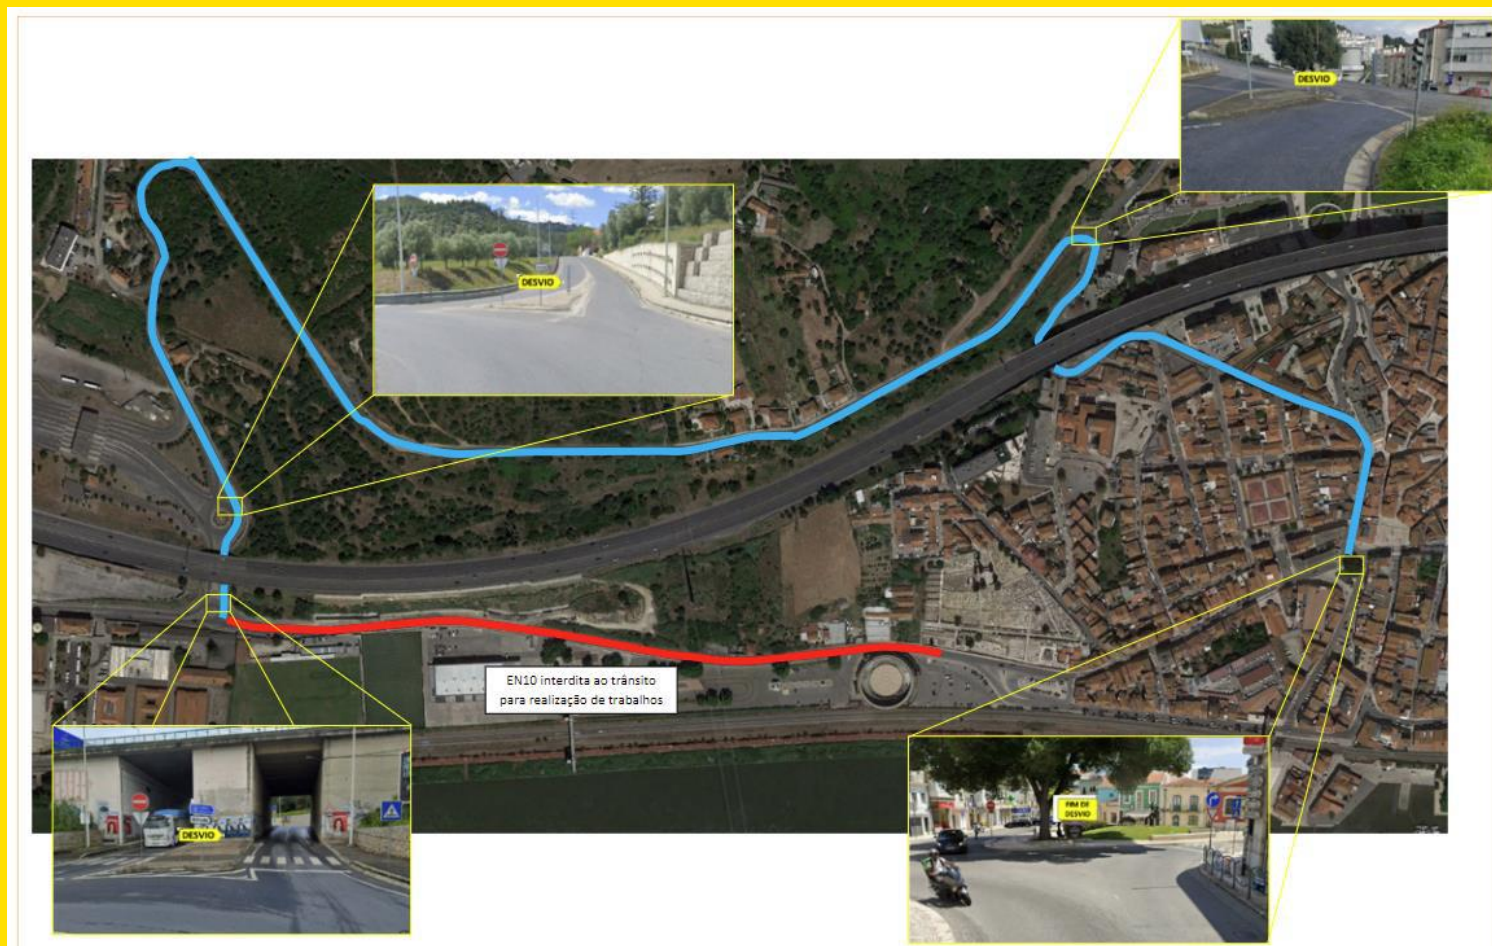 DESVIO
DESVIO
EN10 interdita ao trânsito
para realização de trabalhos
DESVIO
FIM DE
DESVIO